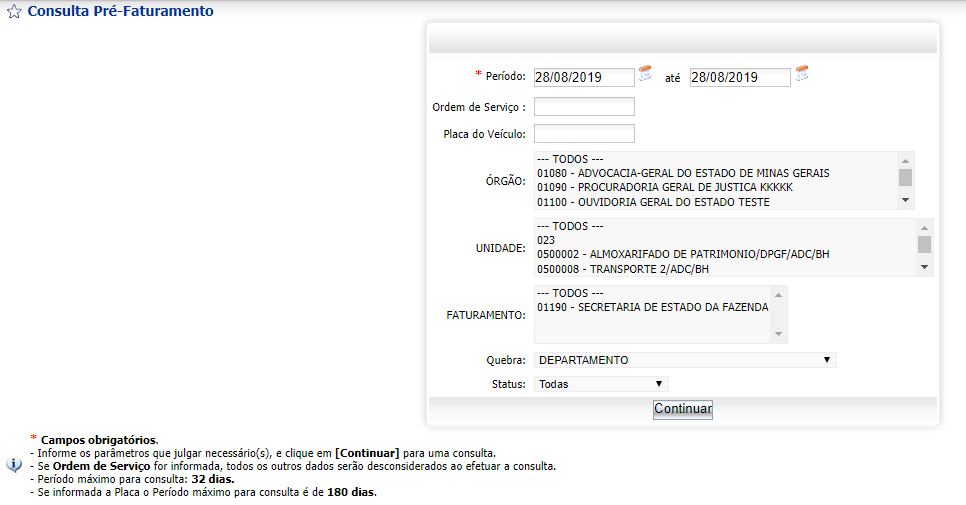 Consulta Pré-Faturamento
* Período: 28/08/2019 até 28/08/2019
Ordem de Serviço :
Placa do Veículo:
ÓRGÃO:
--- TODOS ---
01080 - ADVOCACIA-GERAL DO ESTADO DE MINAS GERAIS
01090 - PROCURADORIA GERAL DE JUSTICA KKKKK
01100 - OUVIDORIA GERAL DO ESTADO TESTE
UNIDADE:
--- TODOS ---
023
0500002 - ALMOXARIFADO DE PATRIMONIO/DPGF/ADC/BH
0500008 - TRANSPORTE 2/ADC/BH
FATURAMENTO:
--- TODOS ---
01190 - SECRETARIA DE ESTADO DA FAZENDA
Quebra: DEPARTAMENTO
Status: Todas
Continuar
* Campos obrigatórios.
- Informe os parâmetros que julgar necessário(s), e clique em [Continuar] para uma consulta.
- Se Ordem de Serviço for informada, todos os outros dados serão desconsiderados ao efetuar a consulta.
- Período máximo para consulta: 32 dias.
- Se informada a Placa o Período máximo para consulta é de 180 dias.